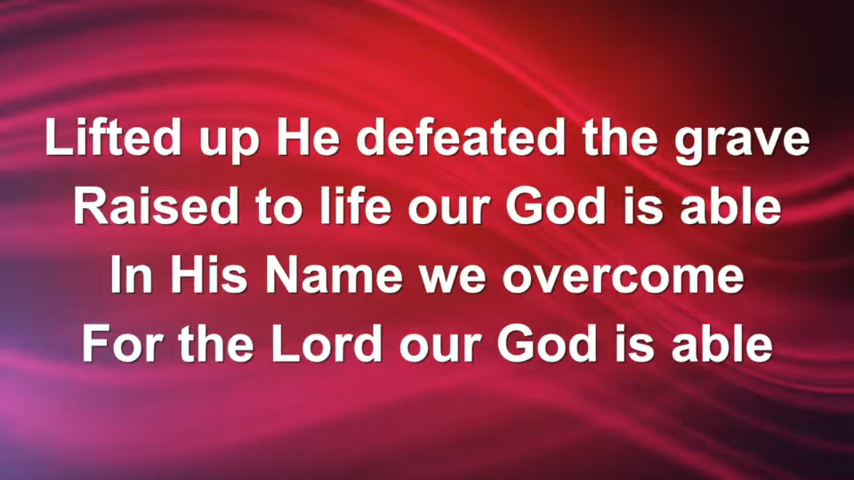 Lifted up He defeated the grave
Raised to life our God is able
In His Name we overcome
For the Lord our God is able